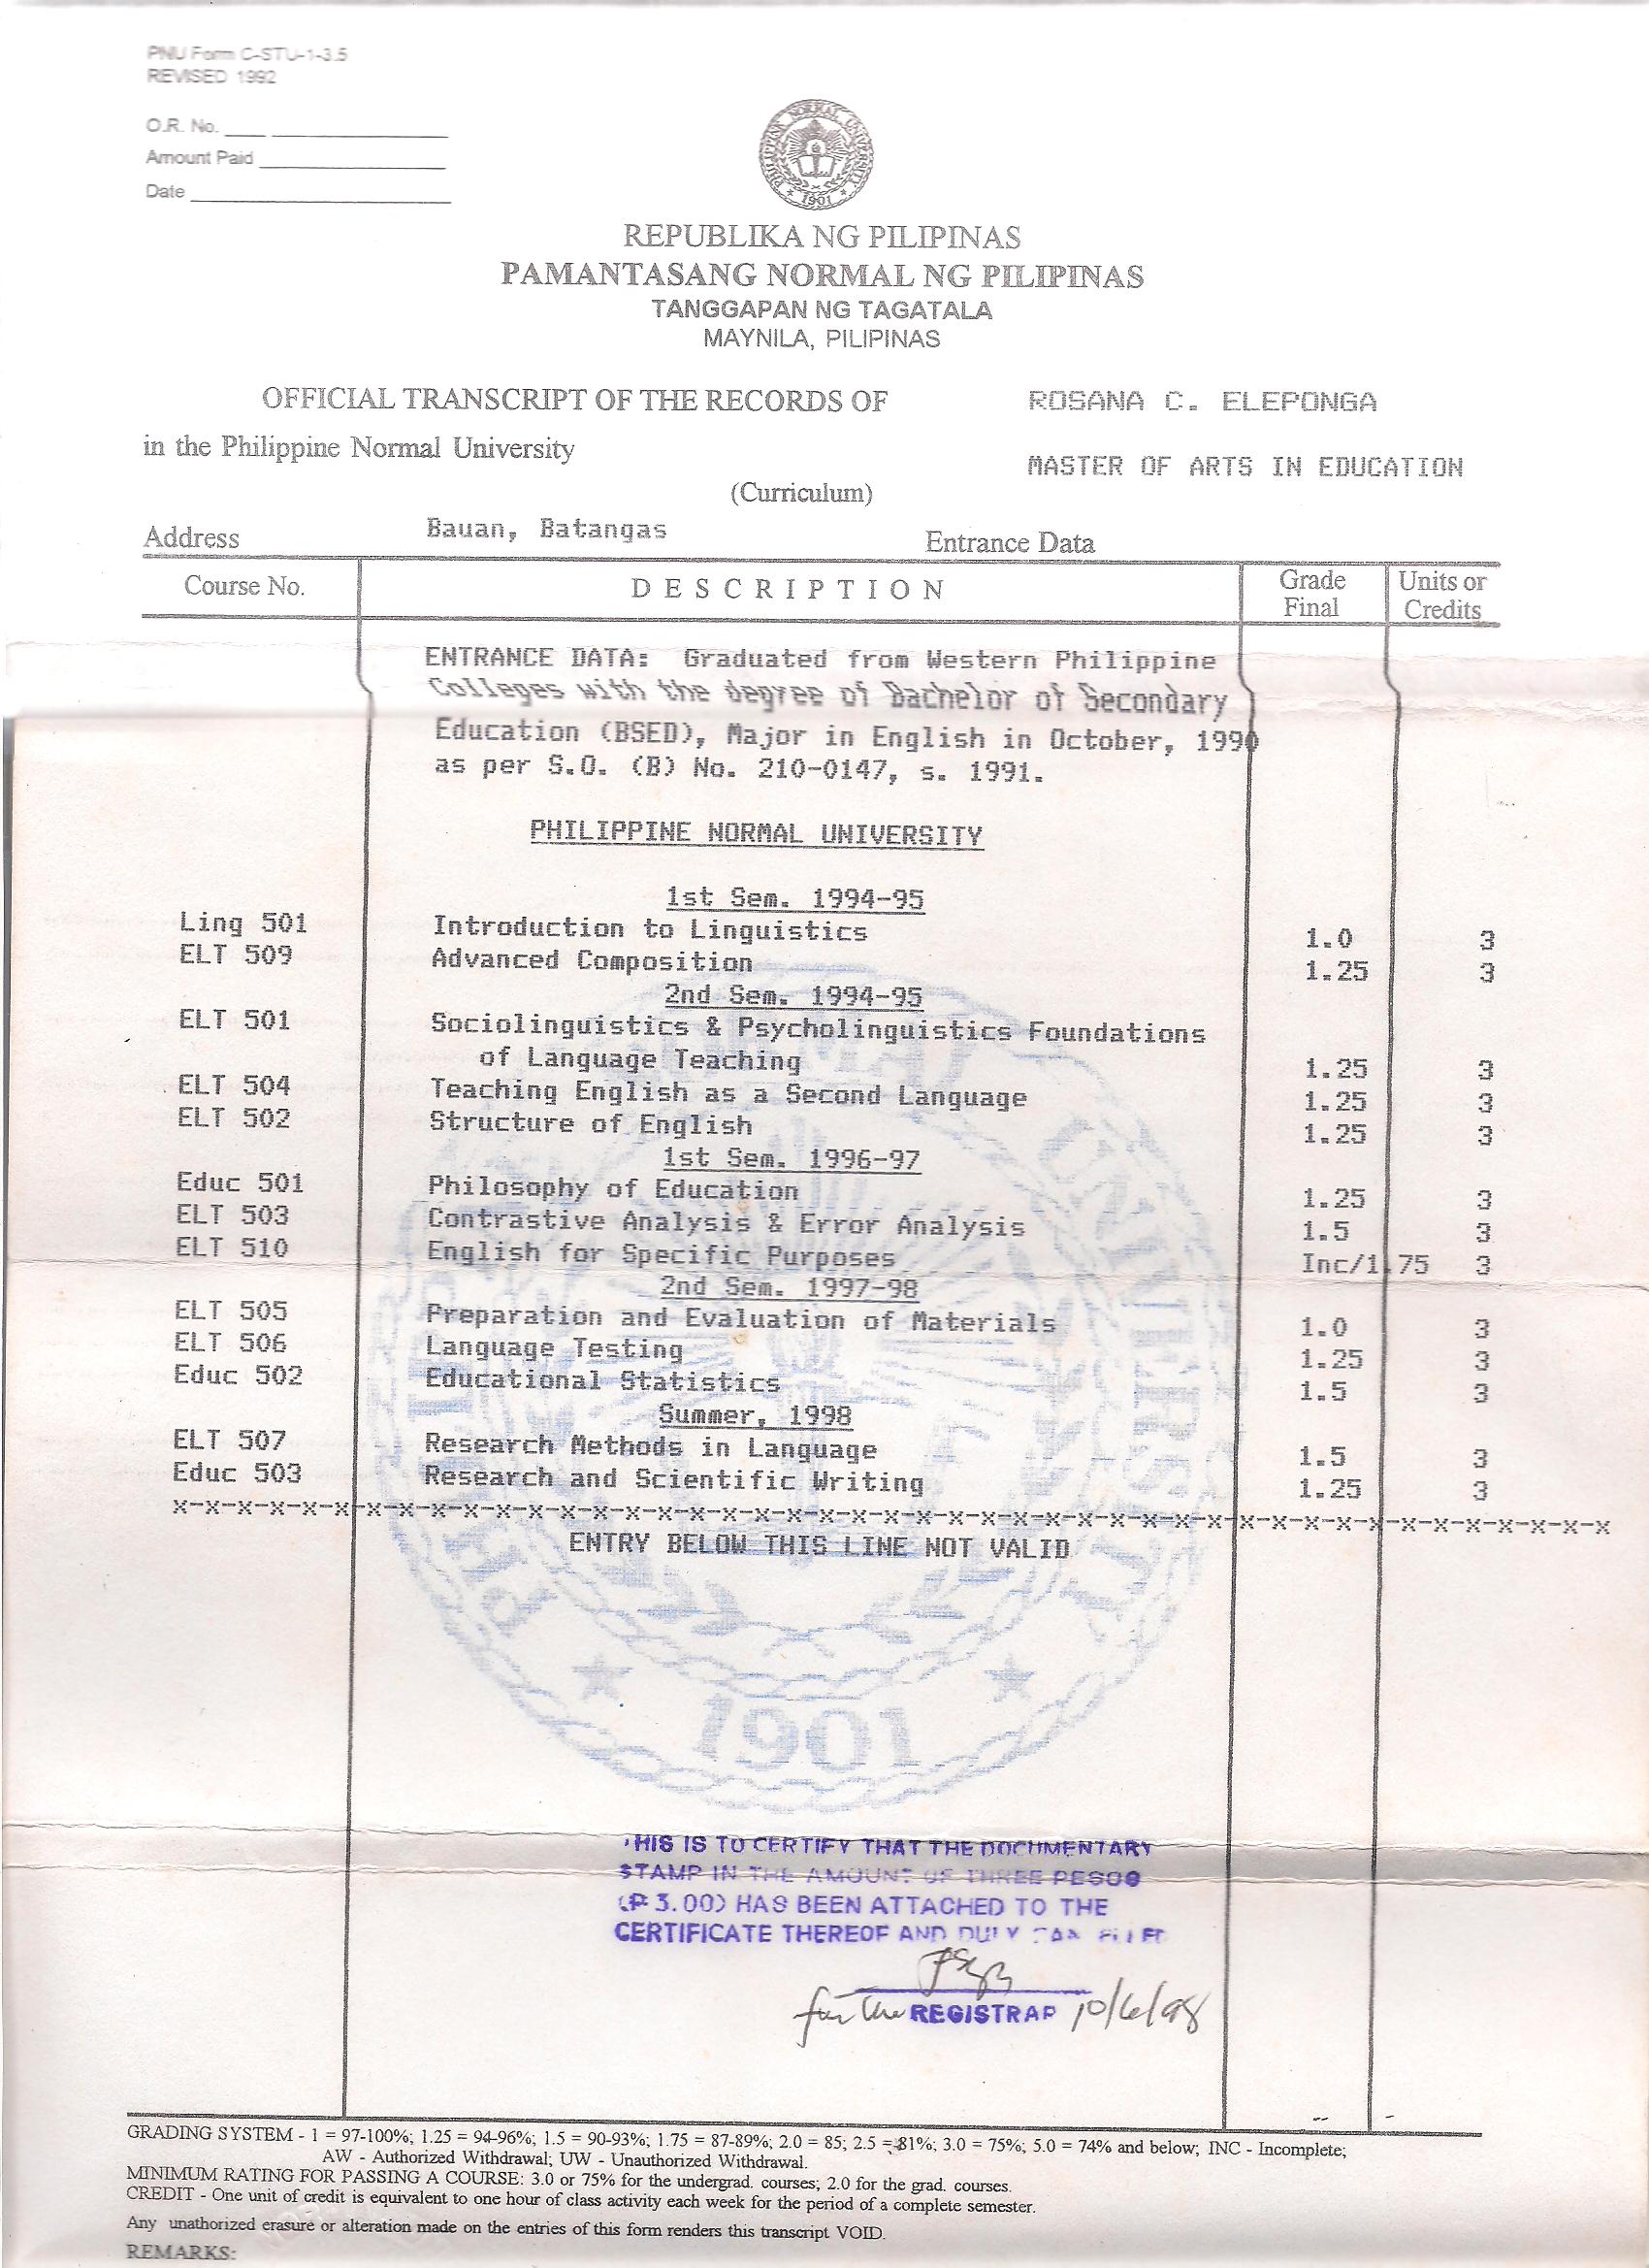 PNU Form C-STU-1-3.5
REVISED 1992
O.R. No.
Amount Paid
Date
PHILIPPINE NORMAL UNIVERSITY
1901
REPUBLIKA NG PILIPINAS
PAMANTASANG NORMAL NG PILIPINAS
TANGGAPAN NG TAGATALA
MAYNILA, PILIPINAS
OFFICIAL TRANSCRIPT OF THE RECORDS OF ROSANA C. ELEPONGA
in the Philippine Normal University MASTER OF ARTS IN EDUCATION
(Curriculum)
Address Bauan, Batangas Entrance Data
Course No. DESCRIPTION Grade Final Units or Credits
ENTRANCE DATA: Graduated from Western Philippine
Colleges with the degree of Bachelor of Secondary
Education (BSED), Major in English in October, 1990
as per S.O. (B) No. 210-0147, s. 1991.
PHILIPPINE NORMAL UNIVERSITY
1st Sem. 1994-95
Ling 501 Introduction to Linguistics 1.0 3
ELT 509 Advanced Composition 1.25 3
2nd Sem. 1994-95
ELT 501 Sociolinguistics & Psycholinguistics Foundations
of Language Teaching 1.25 3
ELT 504 Teaching English as a Second Language 1.25 3
ELT 502 Structure of English 1.25 3
1st Sem. 1996-97
Educ 501 Philosophy of Education 1.25 3
ELT 503 Contrastive Analysis & Error Analysis 1.5 3
ELT 510 English for Specific Purposes Inc/1.75 3
2nd Sem. 1997-98
ELT 505 Preparation and Evaluation of Materials 1.0 3
ELT 506 Language Testing 1.25 3
Educ 502 Educational Statistics 1.5 3
Summer, 1998
ELT 507 Research Methods in Language 1.5 3
Educ 503 Research and Scientific Writing 1.25 3
x-x-x-x-x-x-x-x-x-x-x-x-x-x-x-x-x-x-x-x-x-x-x-x-x-x-x-x-x-x-x-x-x-x-x-x-x-x-x-x-x-x-x-x-x
ENTRY BELOW THIS LINE NOT VALID
1901
THIS IS TO CERTIFY THAT THE DOCUMENTARY
STAMP IN THE AMOUNT OF THREE PESOS
(₱ 3.00) HAS BEEN ATTACHED TO THE
CERTIFICATE THEREOF AND DULY CANCELLED
for the REGISTRAR 10/6/98
GRADING SYSTEM - 1 = 97-100%; 1.25 = 94-96%; 1.5 = 90-93%; 1.75 = 87-89%; 2.0 = 85; 2.5 = 81%; 3.0 = 75%; 5.0 = 74% and below; INC - Incomplete;
AW - Authorized Withdrawal; UW - Unauthorized Withdrawal.
MINIMUM RATING FOR PASSING A COURSE: 3.0 or 75% for the undergrad. courses; 2.0 for the grad. courses.
CREDIT - One unit of credit is equivalent to one hour of class activity each week for the period of a complete semester.
Any unathorized erasure or alteration made on the entries of this form renders this transcript VOID.
REMARKS: